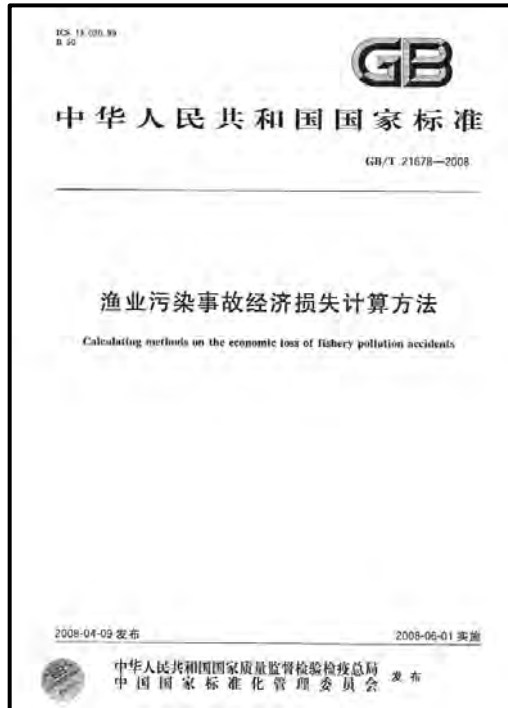 ICS 13.020.99
B 50
GB
中华人民共和国国家标准
GB/T 21678—2008
渔业污染事故经济损失计算方法
Calculating methods on the economic loss of fishery pollution accidents
2008-04-09 发布
2008-06-01 实施
中华人民共和国国家质量监督检验检疫总局
中国国家标准化管理委员会
发布